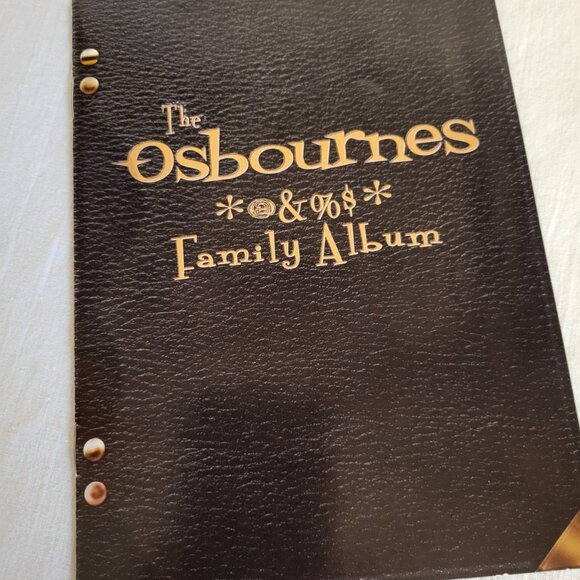 The
Osbournes
*@&%$*
Family Album